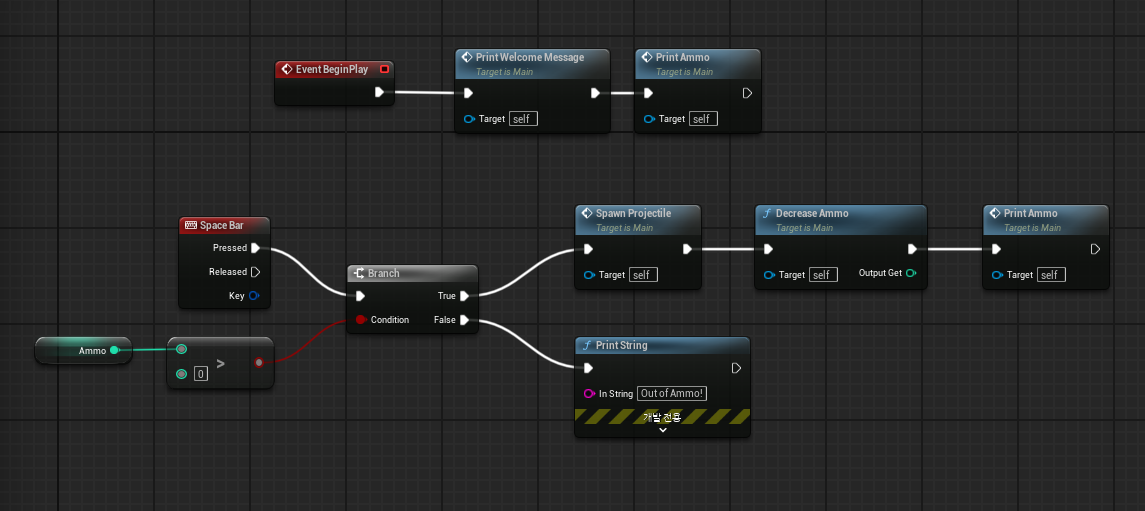 Event BeginPlay
Print Welcome Message
Target is Main
Target self
Print Ammo
Target is Main
Target self
Space Bar
Pressed
Released
Key
Ammo
>
0
Branch
True
Condition False
Spawn Projectile
Target is Main
Target self
Decrease Ammo
Target is Main
Target self Output Get
Print Ammo
Target is Main
Target self
Print String
In String Out of Ammo!
개발전용